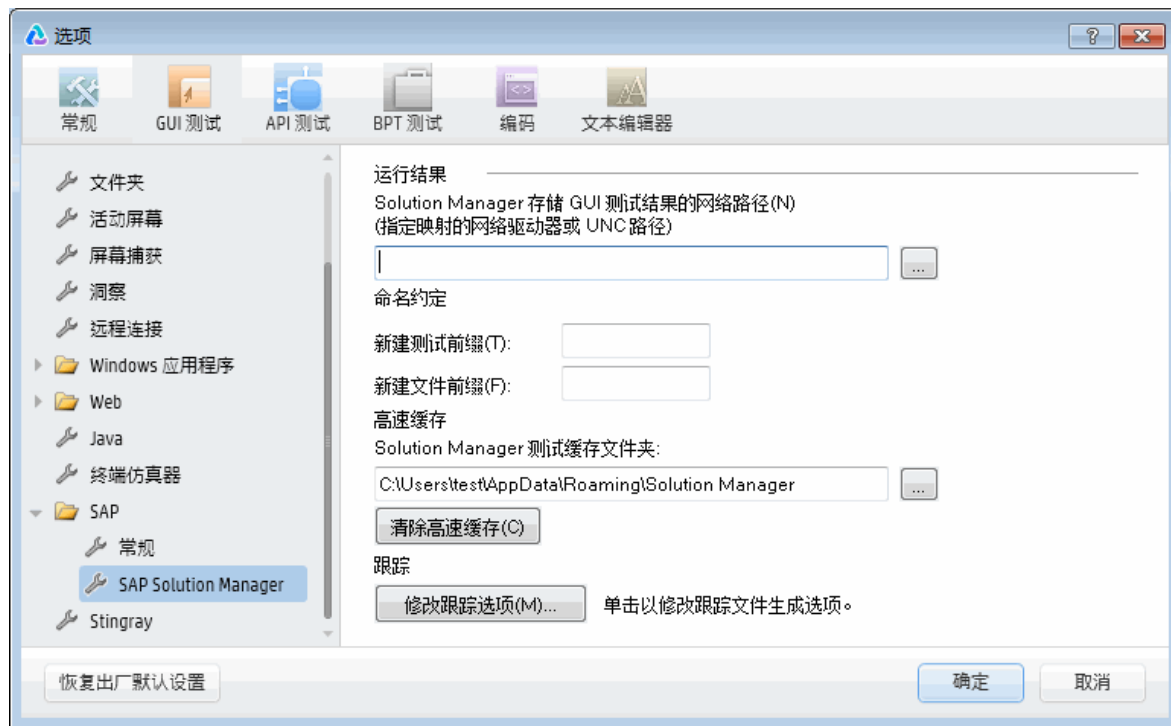 选项
常规
GUI 测试
API 测试
BPT 测试
编码
文本编辑器
文件夹
活动屏幕
屏幕捕获
洞察
远程连接
Windows 应用程序
Web
Java
终端仿真器
SAP
常规
SAP Solution Manager
Stingray
运行结果
Solution Manager 存储 GUI 测试结果的网络路径(N)
(指定映射的网络驱动器或 UNC 路径)
...
命名约定
新建测试前缀(T):
新建文件前缀(F):
高速缓存
Solution Manager 测试缓存文件夹:
C:\Users\test\AppData\Roaming\Solution Manager
...
清除高速缓存(C)
跟踪
修改跟踪选项(M)...
单击以修改跟踪文件生成选项。
恢复出厂默认设置
确定
取消